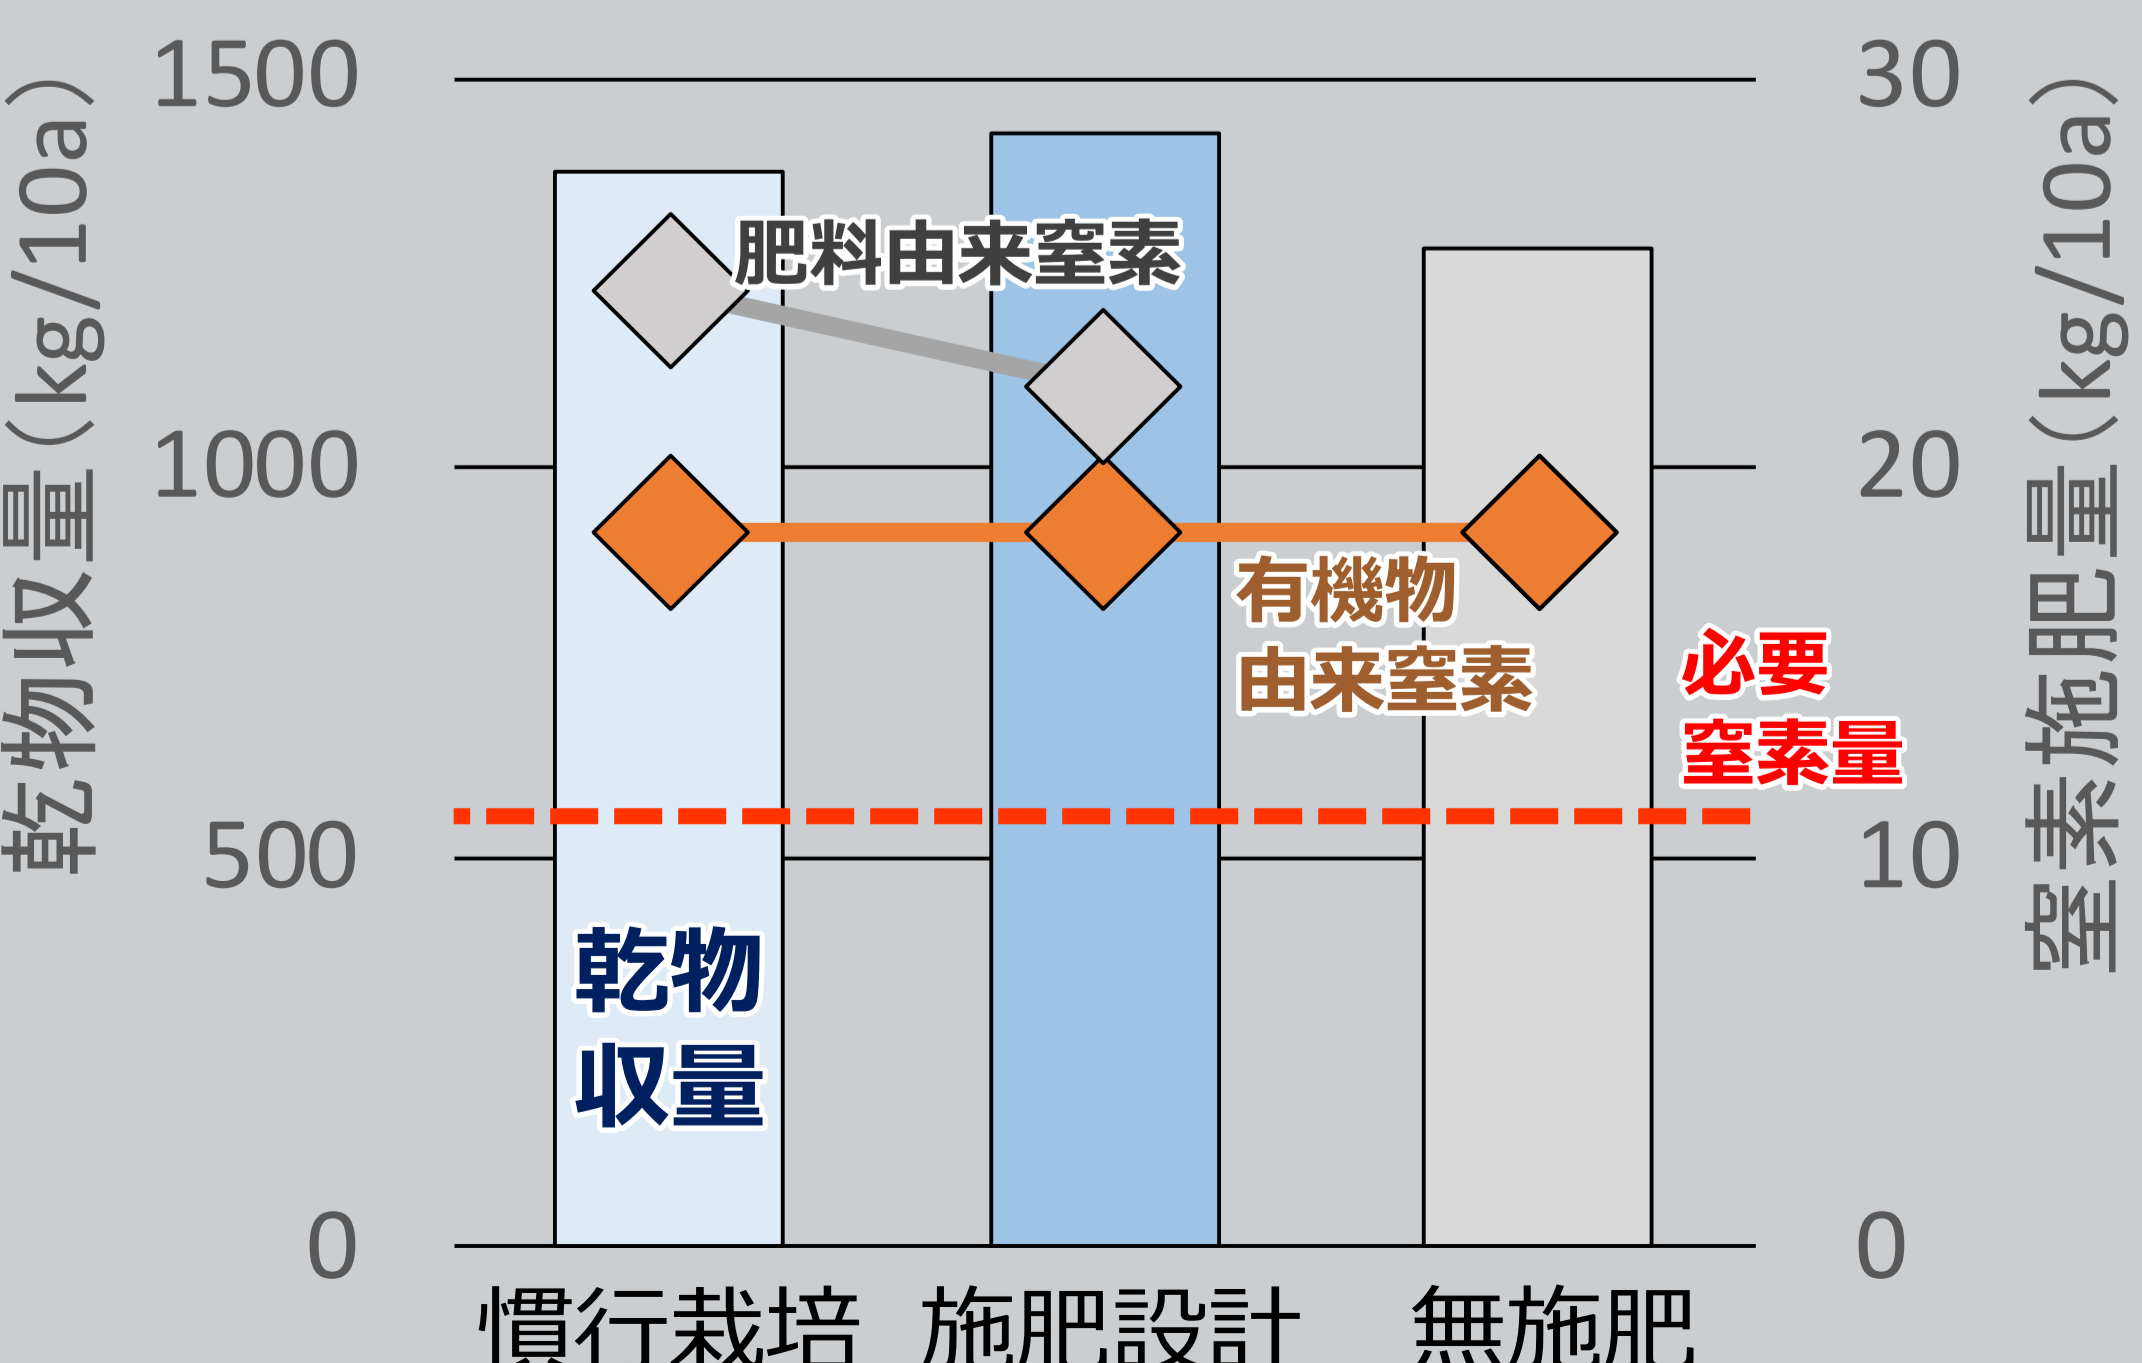 乾物収量（kg/10a）
1500
1000
500
0
肥料由来窒素
有機物
由来窒素
必要
窒素量
乾物
収量
30
20
10
0
窒素施肥量（kg/10a）
慣行栽培
施肥設計
無施肥